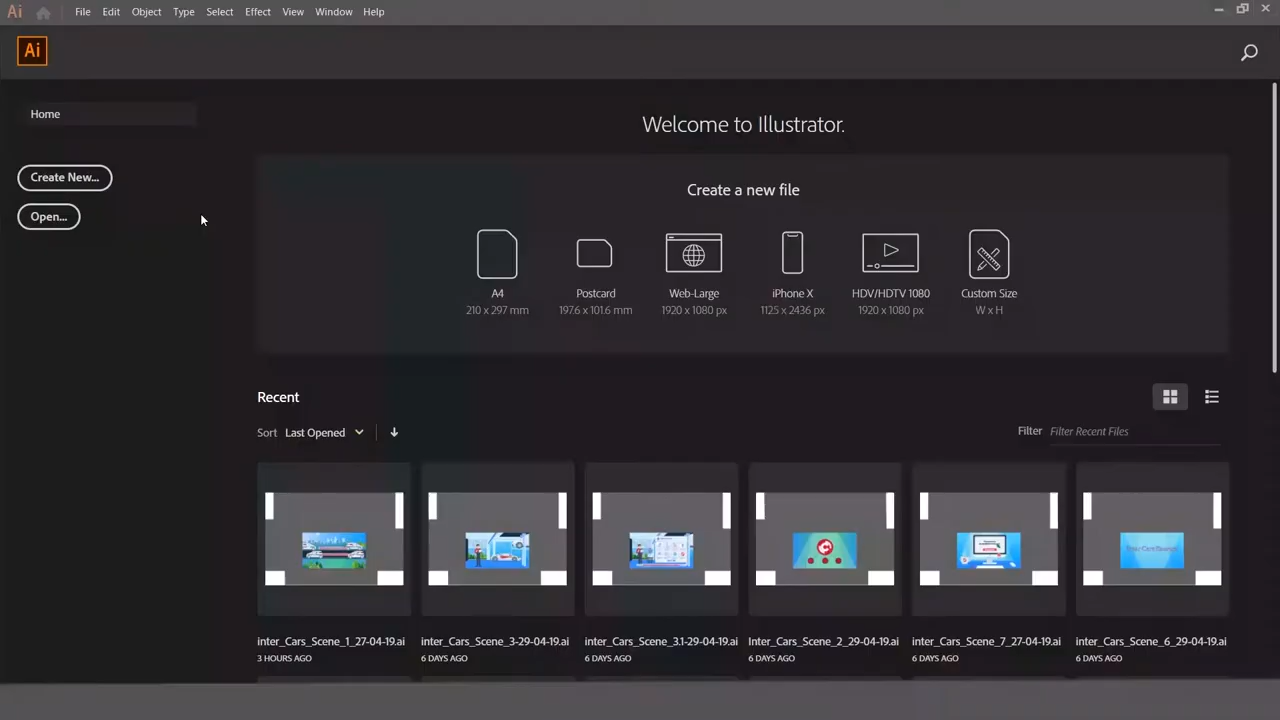 Ai File Edit Object Type Select Effect View Window Help
Ai
Home
Create New...
Open...
Welcome to Illustrator.
Create a new file
A4 Postcard Web-Large iPhone X HDV/HDTV 1080 Custom Size
210 x 297 mm 197.6 x 101.6 mm 1920 x 1080 px 1125 x 2436 px 1920 x 1080 px W x H
Recent
Sort Last Opened Filter Filter Recent Files
inter_Cars_Scene_1_27-04-19.ai inter_Cars_Scene_3-29-04-19.ai inter_Cars_Scene_3.1-29-04-19.ai Inter_Cars_Scene_2_29-04-19.ai inter_Cars_Scene_7_27-04-19.ai inter_Cars_Scene_6_29-04-19.ai
3 HOURS AGO 6 DAYS AGO 6 DAYS AGO 6 DAYS AGO 6 DAYS AGO 6 DAYS AGO